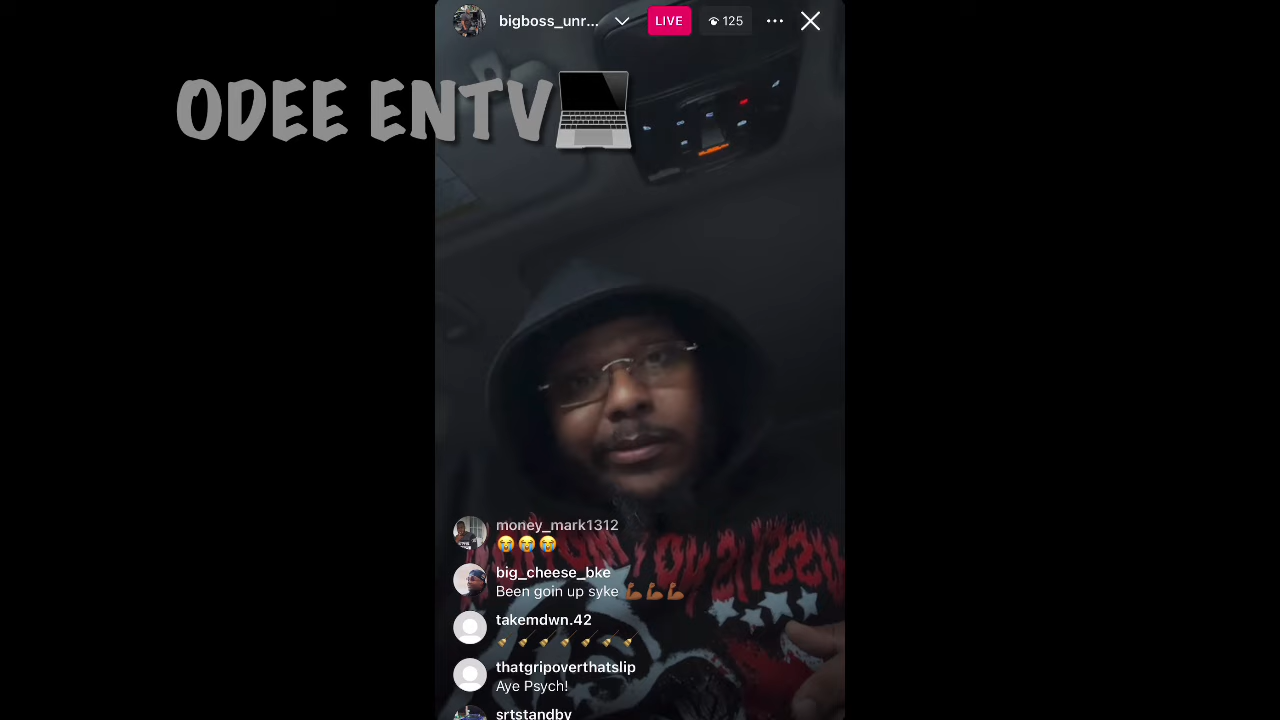 bigboss_unr...
LIVE
125
ODEE ENTV
money_mark1312
😭😭😭
big_cheese_bke
Been goin up syke 💪🏾💪🏾💪🏾
takemdwn.42
🧹🧹🧹🧹🧹🧹🧹
thatgripoverthatslip
Aye Psych!
srtstandby